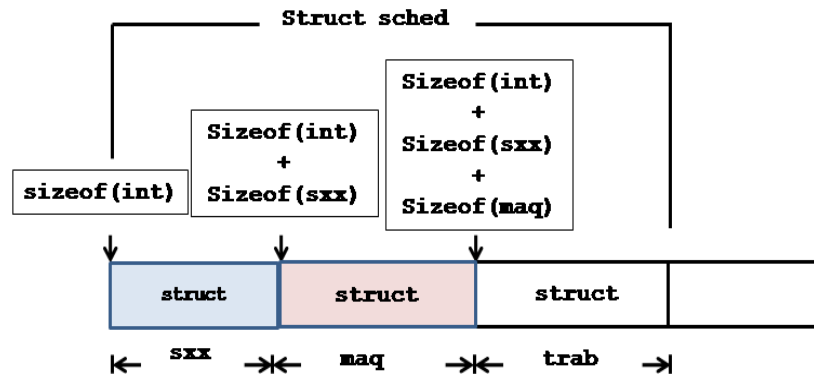 Struct sched
sizeof(int)
Sizeof(int)
+
Sizeof(sxx)
Sizeof(int)
+
Sizeof(sxx)
+
Sizeof(maq)
struct
struct
struct
sxx
maq
trab